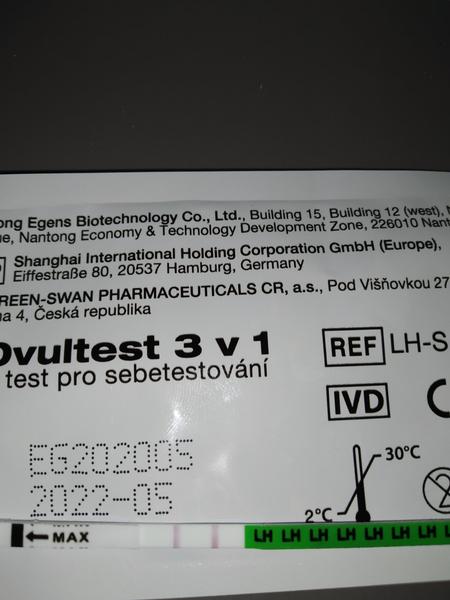 ong Egens Biotechnology Co., Ltd., Building 15, Building 12 (west),
ue, Nantong Economy & Technology Development Zone, 226010 Nant
Shanghai International Holding Corporation GmbH (Europe),
Eiffestraße 80, 20537 Hamburg, Germany
REEN-SWAN PHARMACEUTICALS CR, a.s., Pod Višňovkou 27
ha 4, Česká republika
Ovultest 3 v 1
test pro sebetestování
REF LH-S
IVD
EG202005
2022-05
30°C
2°C
MAX
LH LH LH LH LH LH LH L